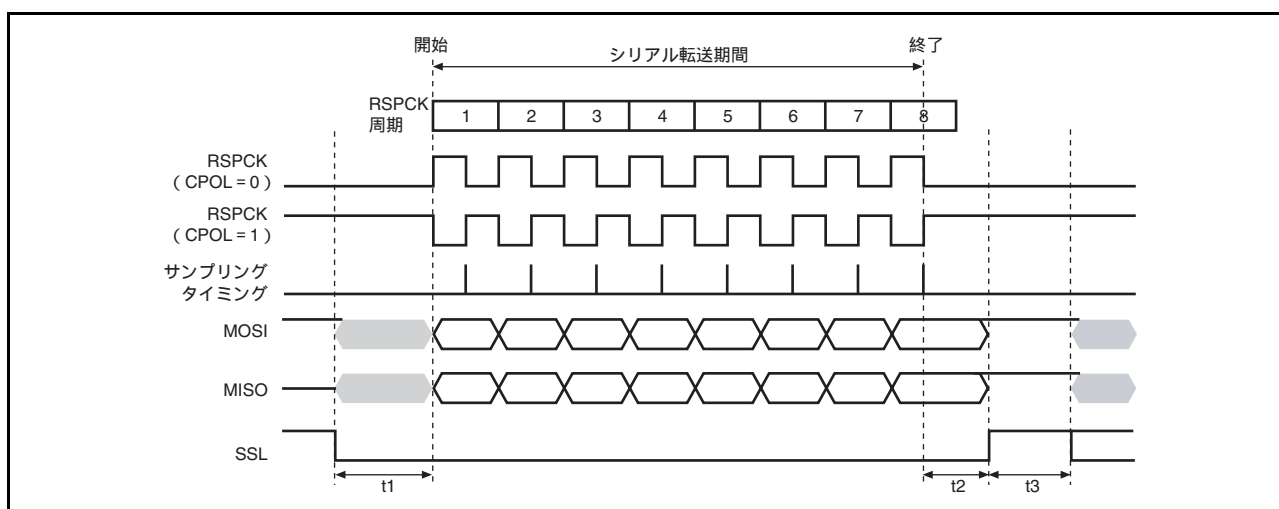 開始
シリアル転送期間
終了
RSPCK
周期
1 2 3 4 5 6 7 8
RSPCK
(CPOL = 0)
RSPCK
(CPOL = 1)
サンプリング
タイミング
MOSI
MISO
SSL
t1
t2
t3